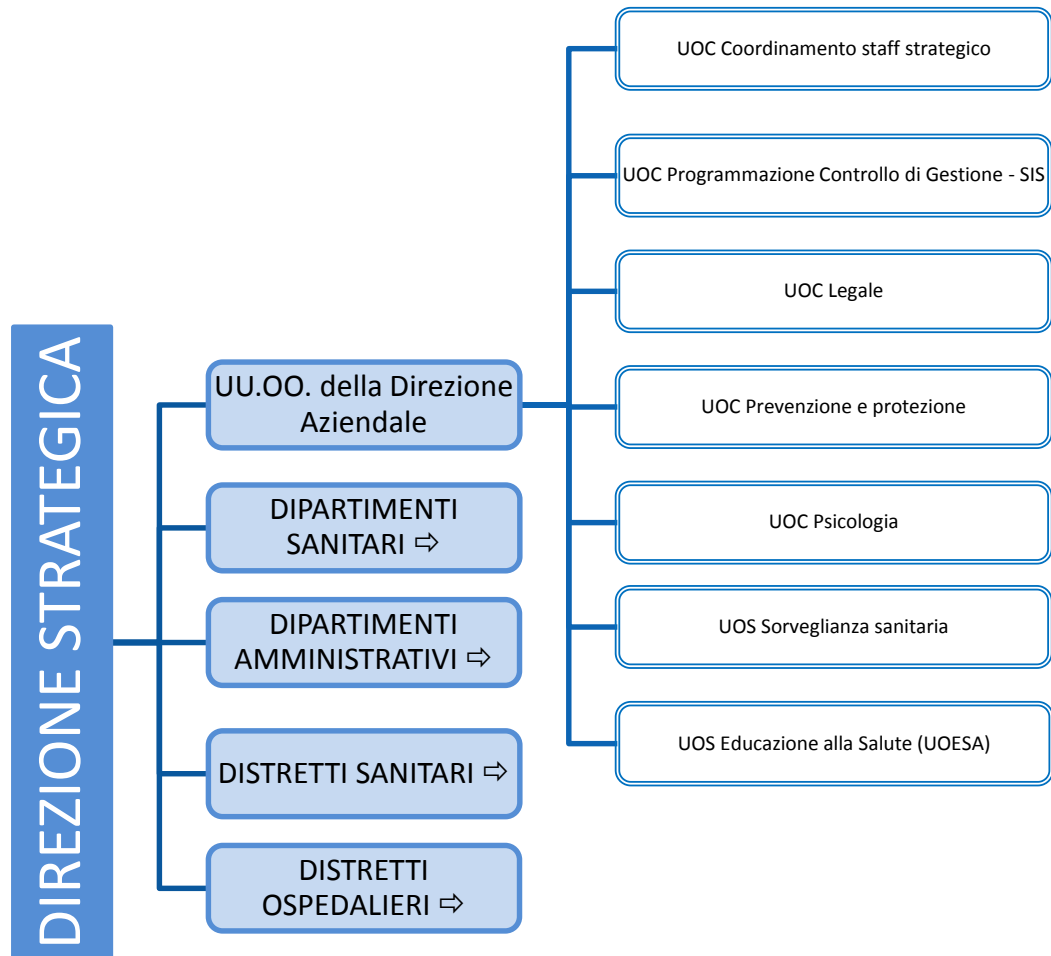 DIREZIONE STRATEGICA
UU.OO. della Direzione
Aziendale
DIPARTIMENTI
SANITARI ⇨
DIPARTIMENTI
AMMINISTRATIVI ⇨
DISTRETTI SANITARI ⇨
DISTRETTI
OSPEDALIERI ⇨
UOC Coordinamento staff strategico
UOC Programmazione Controllo di Gestione - SIS
UOC Legale
UOC Prevenzione e protezione
UOC Psicologia
UOS Sorveglianza sanitaria
UOS Educazione alla Salute (UOESA)